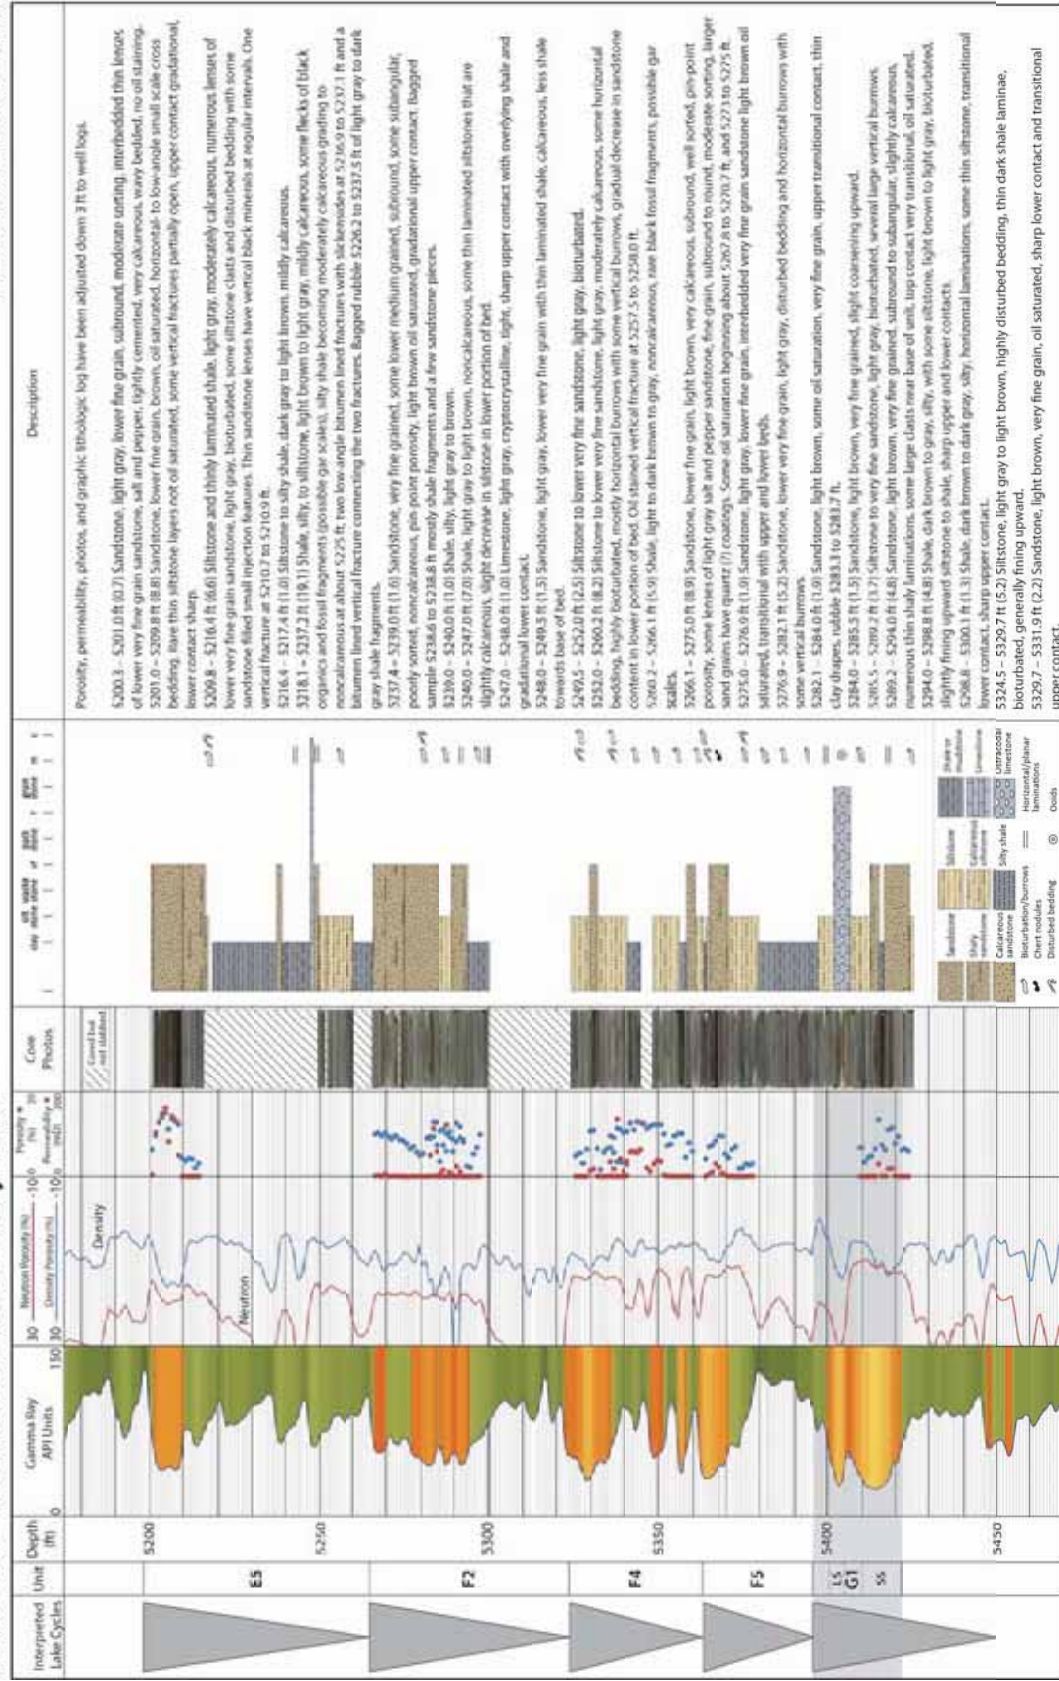 Interpreted
Lake Cycles
Unit
Depth
(ft)
Gamma Ray
API Units
0
150
30
Neutron Porosity (%)
-10
30
Density Porosity (%)
-10
Porosity
(%)
0
20
Permeability
(mD)
0
200
Core
Photos
Description
5200
5250
5300
5350
5400
5450
E5
F2
F4
F5
LS
G1
SS
Density
Neutron
Cored but
not slabbed
Porosity, permeability, photos, and graphic lithologic log have been adjusted down 3 ft to well logs.
5200.3 – 5201.0 ft (0.7) Sandstone, light gray, lower fine grain, subround, moderate sorting, interbedded thin lenses
of lower very fine grain sandstone, salt and pepper, tightly cemented, very calcareous, wavy bedded, no oil staining.
5201.0 – 5209.8 ft (8.8) Sandstone, lower fine grain, brown, oil saturated, horizontal- to low-angle small scale cross
bedding. Rare thin siltstone layers not oil saturated, some vertical fractures partially open, upper contact gradational,
lower contact sharp.
5209.8 – 5216.4 ft (6.6) Siltstone and thinly laminated shale, light gray, moderately calcareous, numerous lenses of
lower very fine grain sandstone, light gray, bioturbated, some siltstone clasts and disturbed bedding with some
sandstone filled small injection features. Thin sandstone lenses have vertical black minerals at regular intervals. One
vertical fracture at 5210.7 to 5210.9 ft.
5216.4 – 5217.4 ft (1.0) Siltstone to silty shale, dark gray to light brown, mildly calcareous.
5218.1 – 5237.2 ft (19.1) Shale, silty, to siltstone, light brown to light gray, mildly calcareous, some flecks of black
organics and fossil fragments (possible gar scales), silty shale becoming moderately calcareous grading to
noncalcareous at about 5225 ft, two low-angle bitumen lined fractures with slickensides at 5236.9 to 5237.1 ft and a
bitumen lined vertical fracture connecting the two fractures. Bagged rubble 5226.2 to 5237.5 ft of light gray to dark
gray shale fragments.
5237.4 – 5239.0 ft (1.6) Sandstone, very fine grained, some lower medium grained, subround, some subangular,
poorly sorted, noncalcareous, pin-point porosity, light brown oil saturated, gradational upper contact. Bagged
sample 5238.6 to 5238.8 ft mostly shale fragments and a few sandstone pieces.
5239.0 – 5240.0 ft (1.0) Shale, silty, light gray to brown.
5240.0 – 5247.0 ft (7.0) Shale, light gray to light brown, noncalcareous, some thin laminated siltstones that are
slightly calcareous, slight decrease in siltstone in lower portion of bed.
5247.0 – 5248.0 ft (1.0) Limestone, light gray, cryptocrystalline, tight, sharp upper contact with overlying shale and
gradational lower contact.
5248.0 – 5249.5 ft (1.5) Sandstone, light gray, lower very fine grain with thin laminated shale, calcareous, less shale
towards base of bed.
5249.5 – 5252.0 ft (2.5) Siltstone to lower very fine sandstone, light gray, bioturbated.
5252.0 – 5260.2 ft (8.2) Siltstone to lower very fine sandstone, light gray, moderately calcareous, some horizontal
bedding, highly bioturbated, mostly horizontal burrows with some vertical burrows, gradual decrease in sandstone
content in lower portion of bed. Oil stained vertical fracture at 5257.5 to 5258.0 ft.
5260.2 – 5266.1 ft (5.9) Shale, light to dark brown to gray, noncalcareous, rare black fossil fragments, possible gar
scales.
5266.1 – 5275.0 ft (8.9) Sandstone, lower fine grain, light brown, very calcareous, subround, well sorted, pin-point
porosity, some lenses of light gray salt and pepper sandstone, fine grain, subround to round, moderate sorting, larger
sand grains have quartz (?) coatings. Some oil saturation beginning about 5267.8 to 5270.7 ft, and 5273 to 5275 ft.
5275.0 – 5276.9 ft (1.9) Sandstone, light gray, lower fine grain, interbedded very fine grain sandstone light brown oil
saturated, transitional with upper and lower beds.
5276.9 – 5282.1 ft (5.2) Sandstone, lower very fine grain, light gray, disturbed bedding and horizontal burrows with
some vertical burrows.
5282.1 – 5284.0 ft (1.9) Sandstone, light brown, some oil saturation, very fine grain, upper transitional contact, thin
clay drapes, rubble 5283.3 to 5283.7 ft.
5284.0 – 5285.5 ft (1.5) Sandstone, light brown, very fine grained, slight coarsening upward.
5285.5 – 5289.2 ft (3.7) Siltstone to very fine sandstone, light gray, bioturbated, several large vertical burrows.
5289.2 – 5294.0 ft (4.8) Sandstone, very fine grained, subround to subangular, slightly calcareous,
numerous thin shaly laminations, some large clasts near base of unit, top contact very transitional, oil saturated.
5294.0 – 5298.8 ft (4.8) Shale, dark brown to gray, silty, with some siltstone, light brown to light gray, bioturbated,
slightly fining upward siltstone to shale, sharp upper and lower contacts.
5298.8 – 5300.1 ft (1.3) Shale, dark brown to dark gray, silty, horizontal laminations, some thin siltstone, transitional
lower contact, sharp upper contact.
5324.5 – 5329.7 ft (5.2) Siltstone, light gray to light brown, highly disturbed bedding, thin dark shale laminae,
bioturbated, generally fining upward.
5329.7 – 5331.9 ft (2.2) Sandstone, light brown, very fine grain, oil saturated, sharp lower contact and transitional
upper contact.
Sandstone
Siltstone
Shale or
mudstone
Shaly
sandstone
Calcareous
siltstone
Limestone
Calcareous
sandstone
Silty shale
Ostracodal
limestone
Bioturbation/burrows
Horizontal/planar
laminations
Chert nodules
Disturbed bedding
Ooids